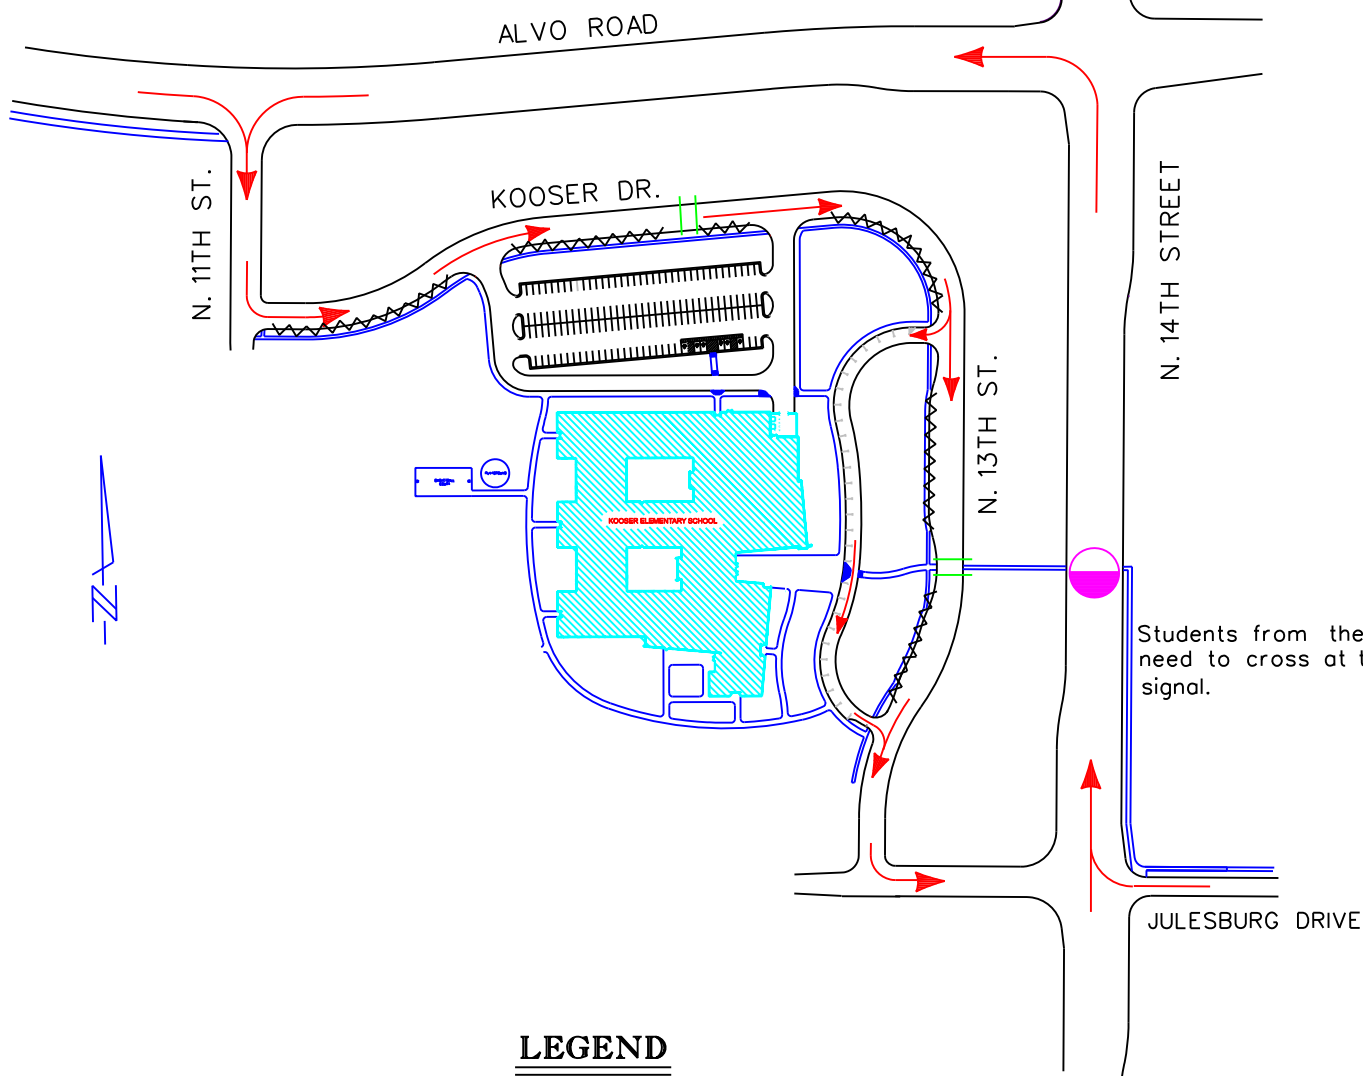 ALVO ROAD
KOOSER DR.
N. 11TH ST.
N. 14TH STREET
N. 13TH ST.
KOOSER ELEMENTARY SCHOOL
N
Students from the
need to cross at
signal.
JULESBURG DRIVE
LEGEND